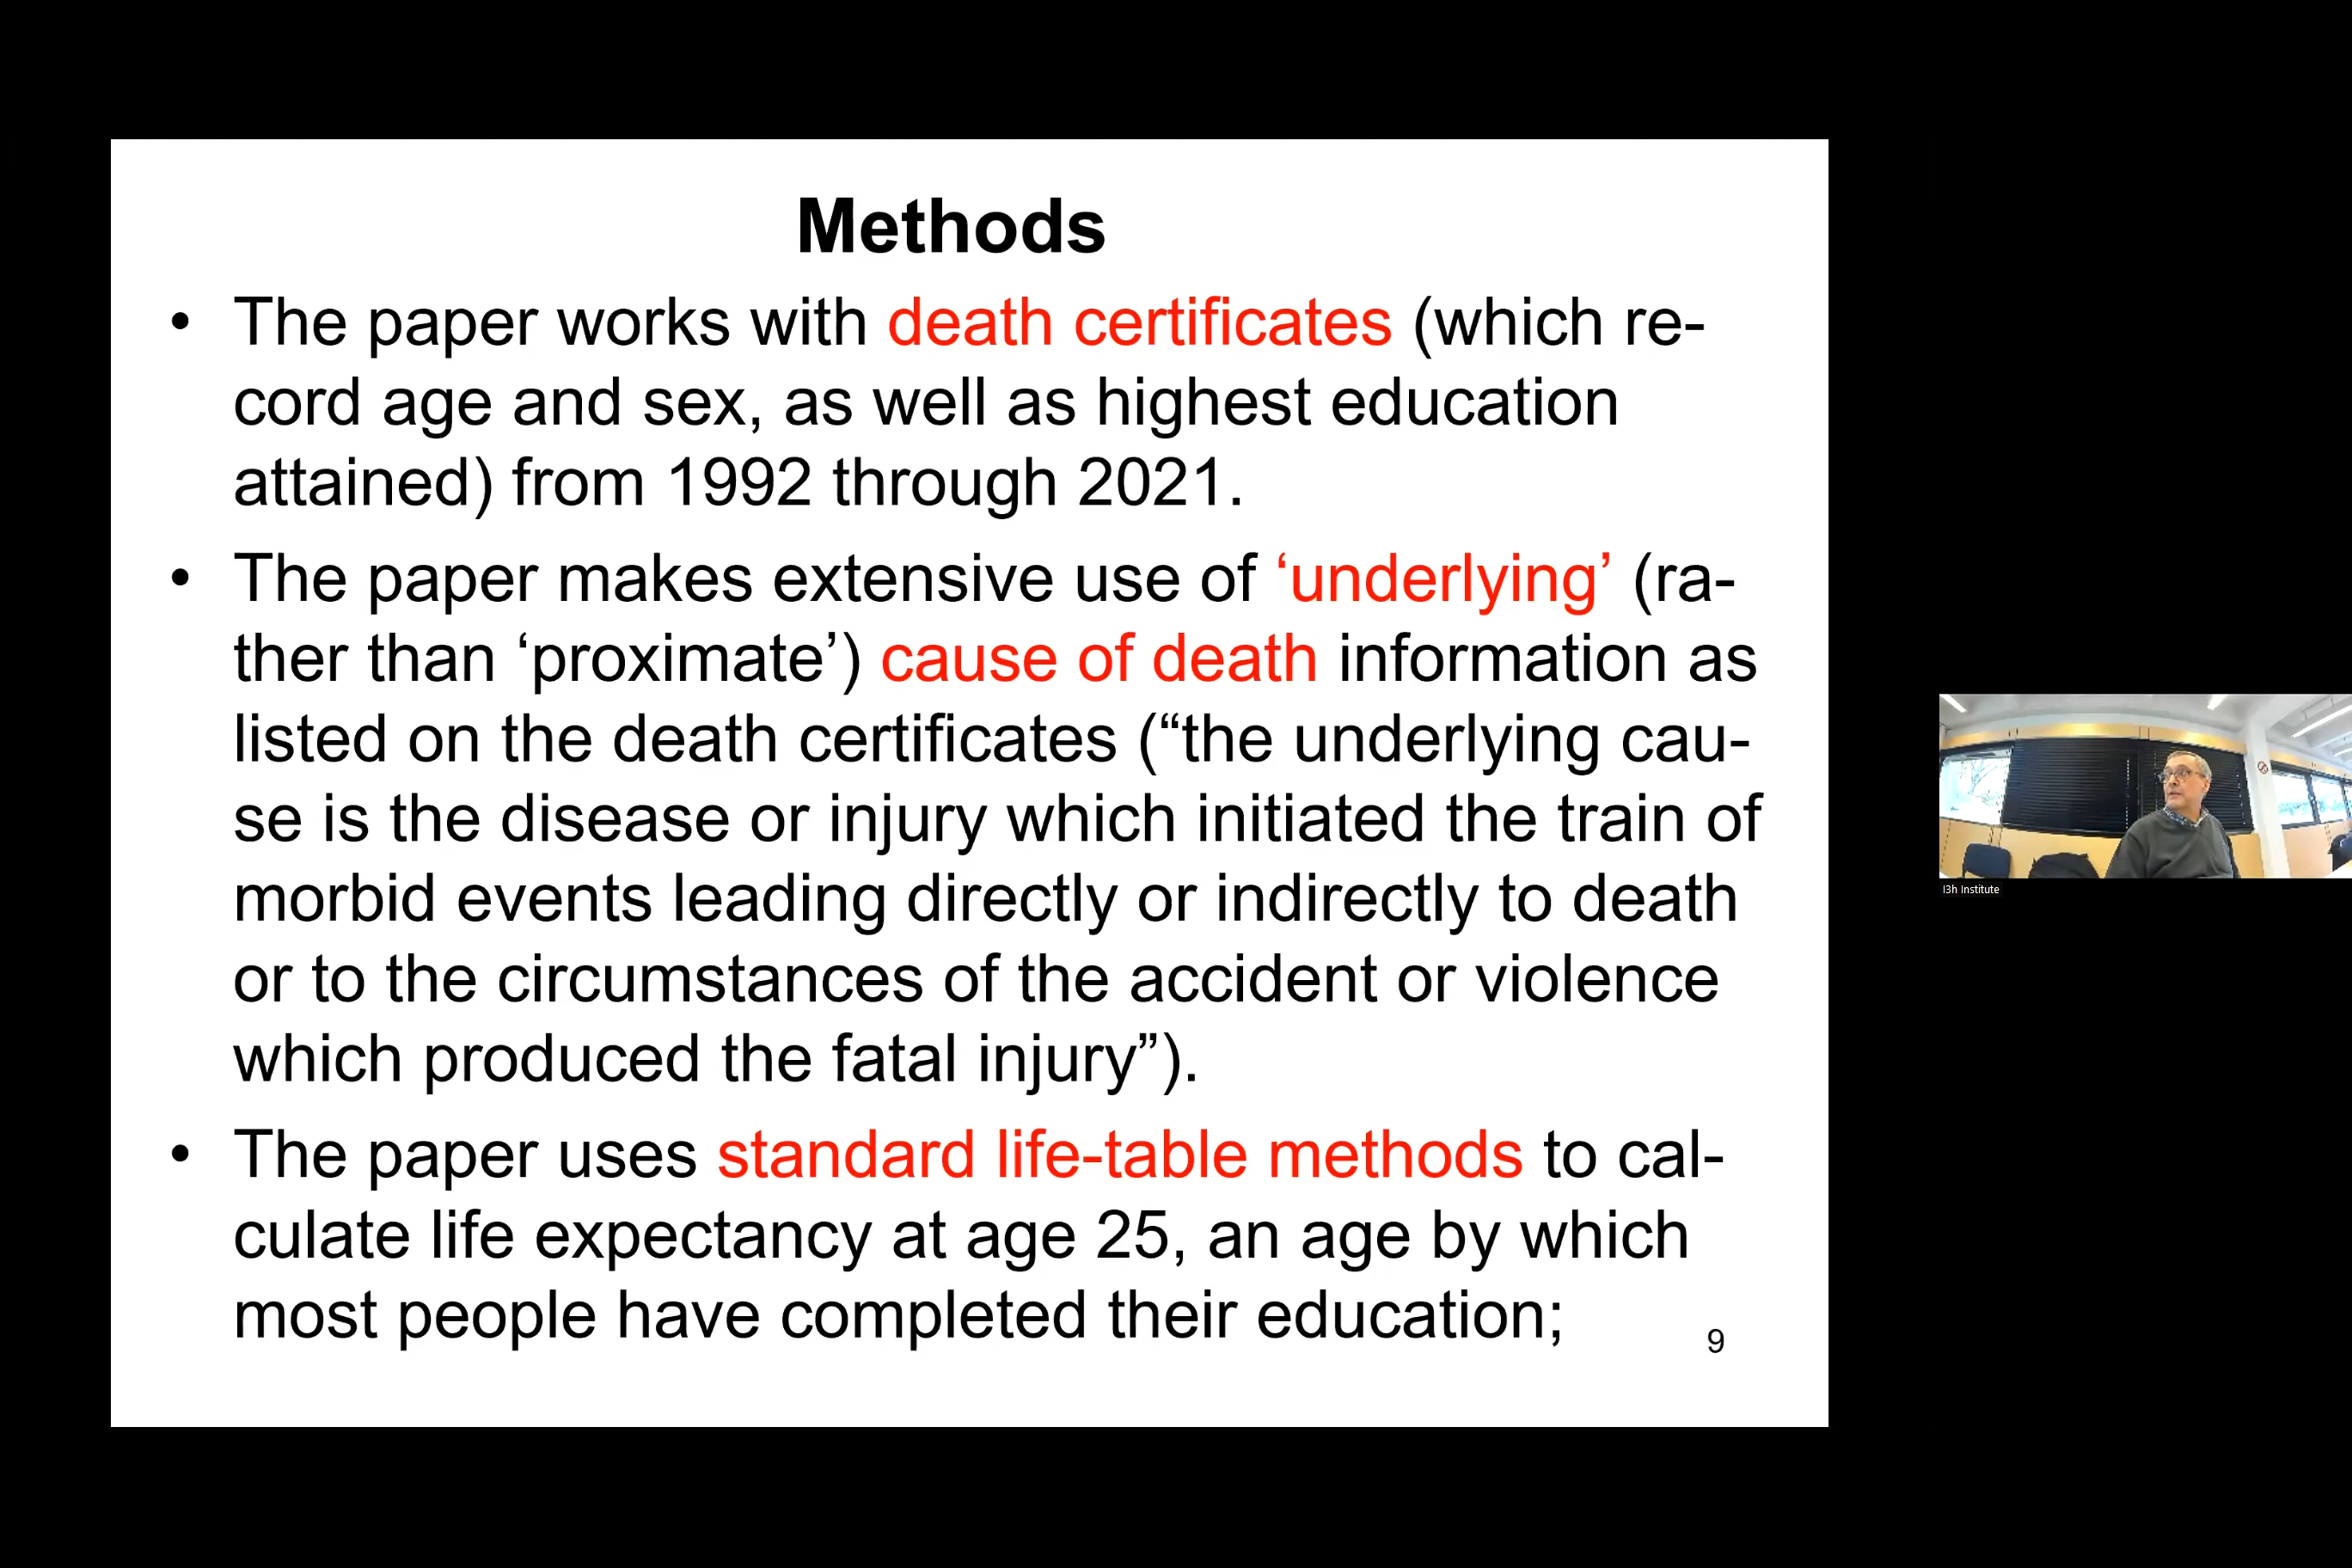 Methods
• The paper works with death certificates (which re-
cord age and sex, as well as highest education
attained) from 1992 through 2021.
• The paper makes extensive use of ‘underlying’ (ra-
ther than ‘proximate’) cause of death information as
listed on the death certificates (“the underlying cau-
se is the disease or injury which initiated the train of
morbid events leading directly or indirectly to death
or to the circumstances of the accident or violence
which produced the fatal injury”).
• The paper uses standard life-table methods to cal-
culate life expectancy at age 25, an age by which
most people have completed their education;
9
I3h Institute